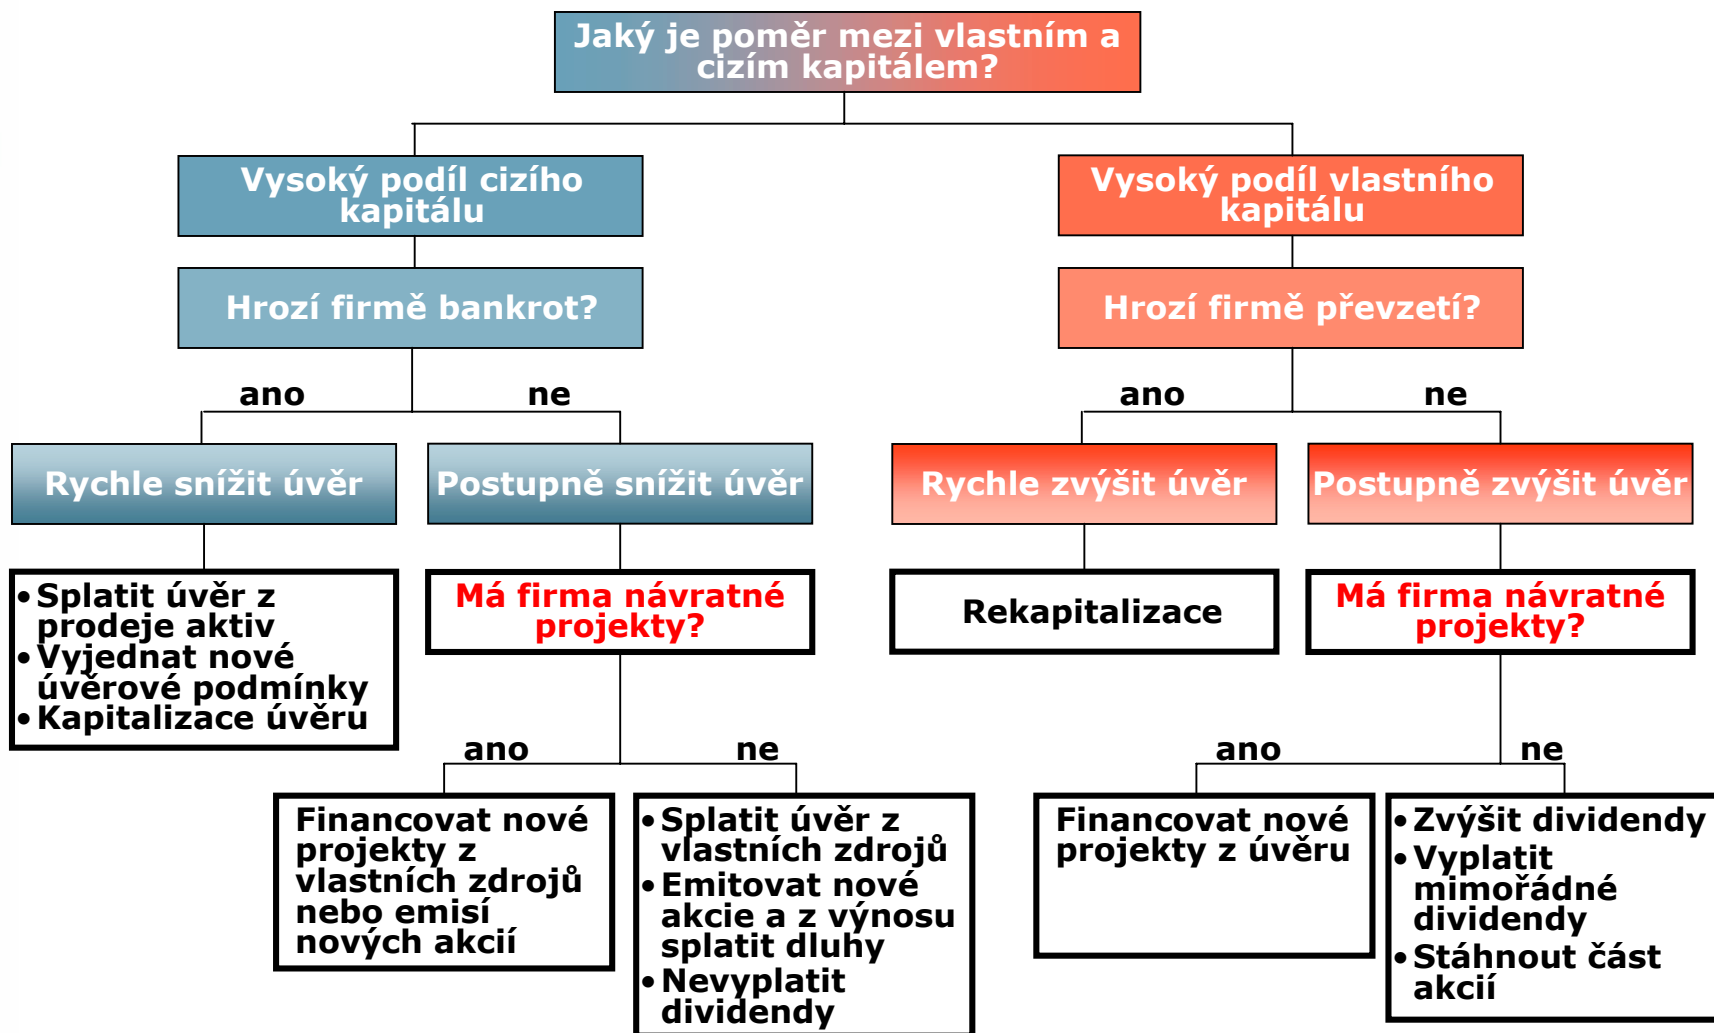 Jaký je poměr mezi vlastním a
cizím kapitálem?
Vysoký podíl cizího
kapitálu
Vysoký podíl vlastního
kapitálu
Hrozí firmě bankrot?
Hrozí firmě převzetí?
ano
ne
ano
ne
Rychle snížit úvěr
Postupně snížit úvěr
Rychle zvýšit úvěr
Postupně zvýšit úvěr
• Splatit úvěr z
prodeje aktiv
• Vyjednat nové
úvěrové podmínky
• Kapitalizace úvěru
Má firma návratné
projekty?
Rekapitalizace
Má firma návratné
projekty?
ano
ne
ano
ne
Financovat nové
projekty z
vlastních zdrojů
nebo emisí
nových akcií
• Splatit úvěr z
vlastních zdrojů
• Emitovat nové
akcie a z výnosu
splatit dluhy
• Nevyplatit
dividendy
Financovat nové
projekty z úvěru
• Zvýšit dividendy
• Vyplatit
mimořádné
dividendy
• Stáhnout část
akcií